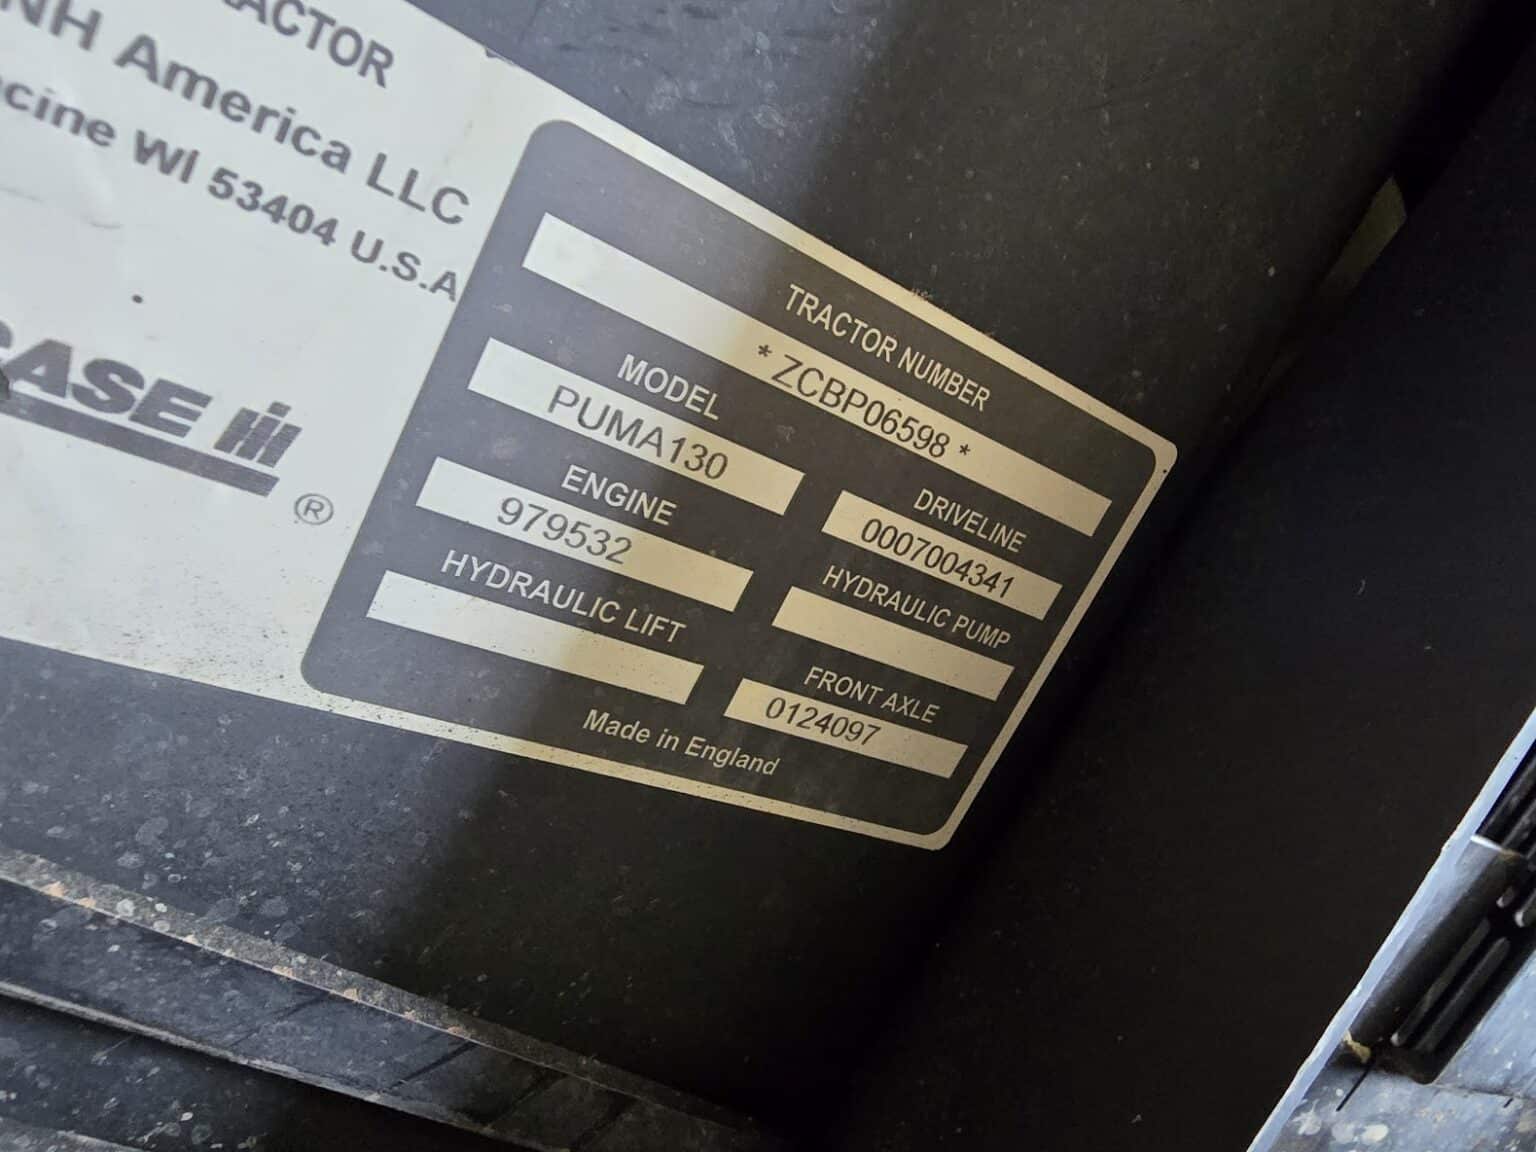 ACTOR
NH America LLC
cine WI 53404 U.S.A
CASE IH
®
TRACTOR NUMBER
* ZCBP06598 *
MODEL
PUMA130
DRIVELINE
0007004341
ENGINE
979532
HYDRAULIC PUMP
HYDRAULIC LIFT
FRONT AXLE
0124097
Made in England